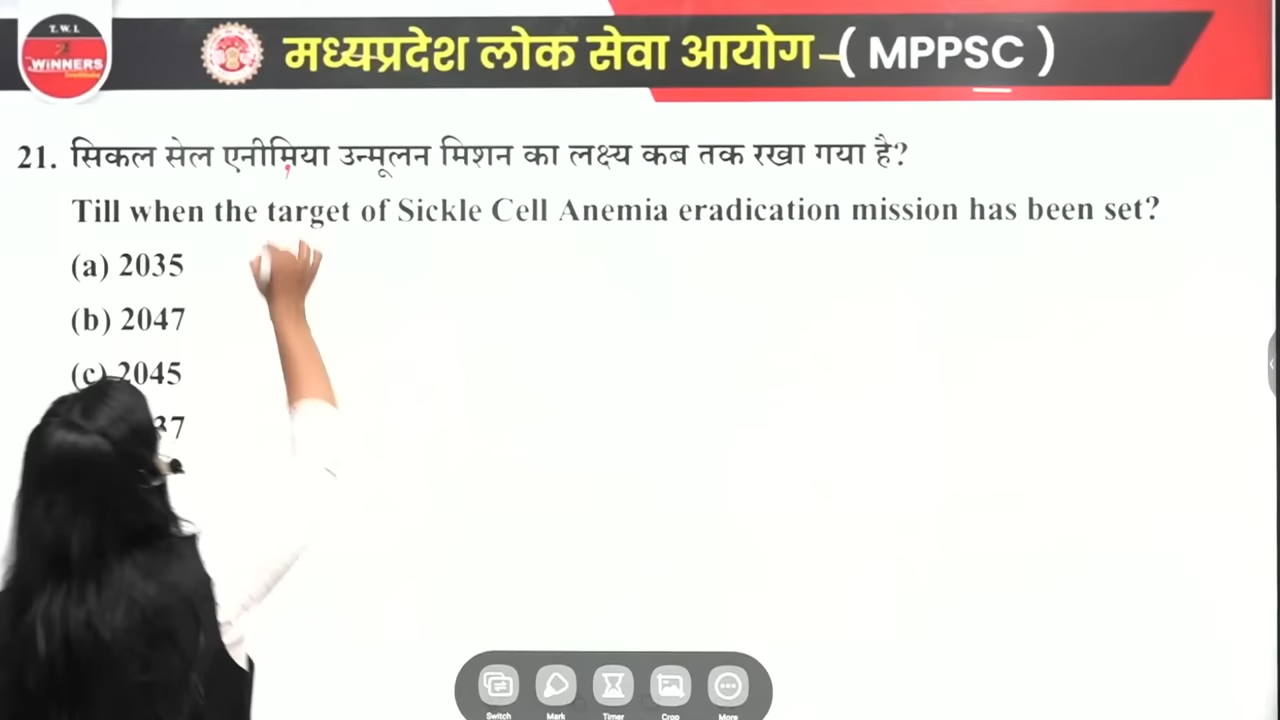 T.W.I.
WINNERS
Institute
मध्यप्रदेश लोक सेवा आयोग–( MPPSC )
21. सिकल सेल एनीमिया उन्मूलन मिशन का लक्ष्य कब तक रखा गया है?
Till when the target of Sickle Cell Anemia eradication mission has been set?
(a) 2035
(b) 2047
(c) 2045
37
Switch
Mark
Timer
Crop
More